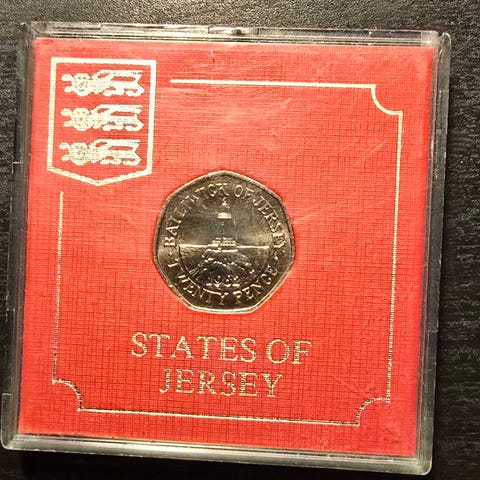 BAILIWICK OF JERSEY
TWENTY PENCE
STATES OF
JERSEY